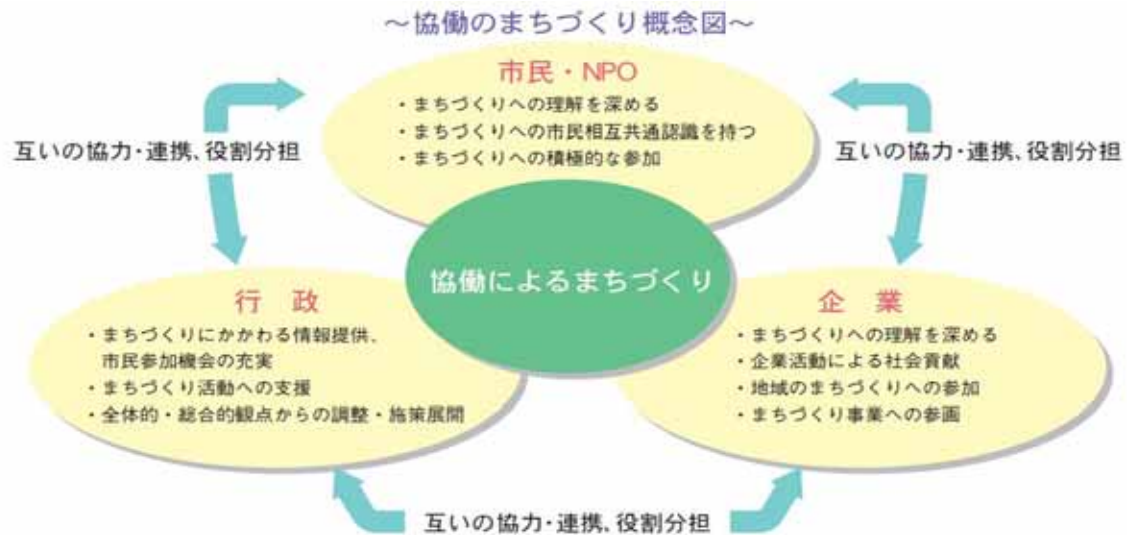 ～協働のまちづくり概念図～
市民・NPO
・まちづくりへの理解を深める
・まちづくりへの市民相互共通認識を持つ
・まちづくりへの積極的な参加
互いの協力・連携、役割分担
互いの協力・連携、役割分担
協働によるまちづくり
行　政
・まちづくりにかかわる情報提供、
市民参加機会の充実
・まちづくり活動への支援
・全体的・総合的観点からの調整・施策展開
企　業
・まちづくりへの理解を深める
・企業活動による社会貢献
・地域のまちづくりへの参加
・まちづくり事業への参画
互いの協力・連携、役割分担